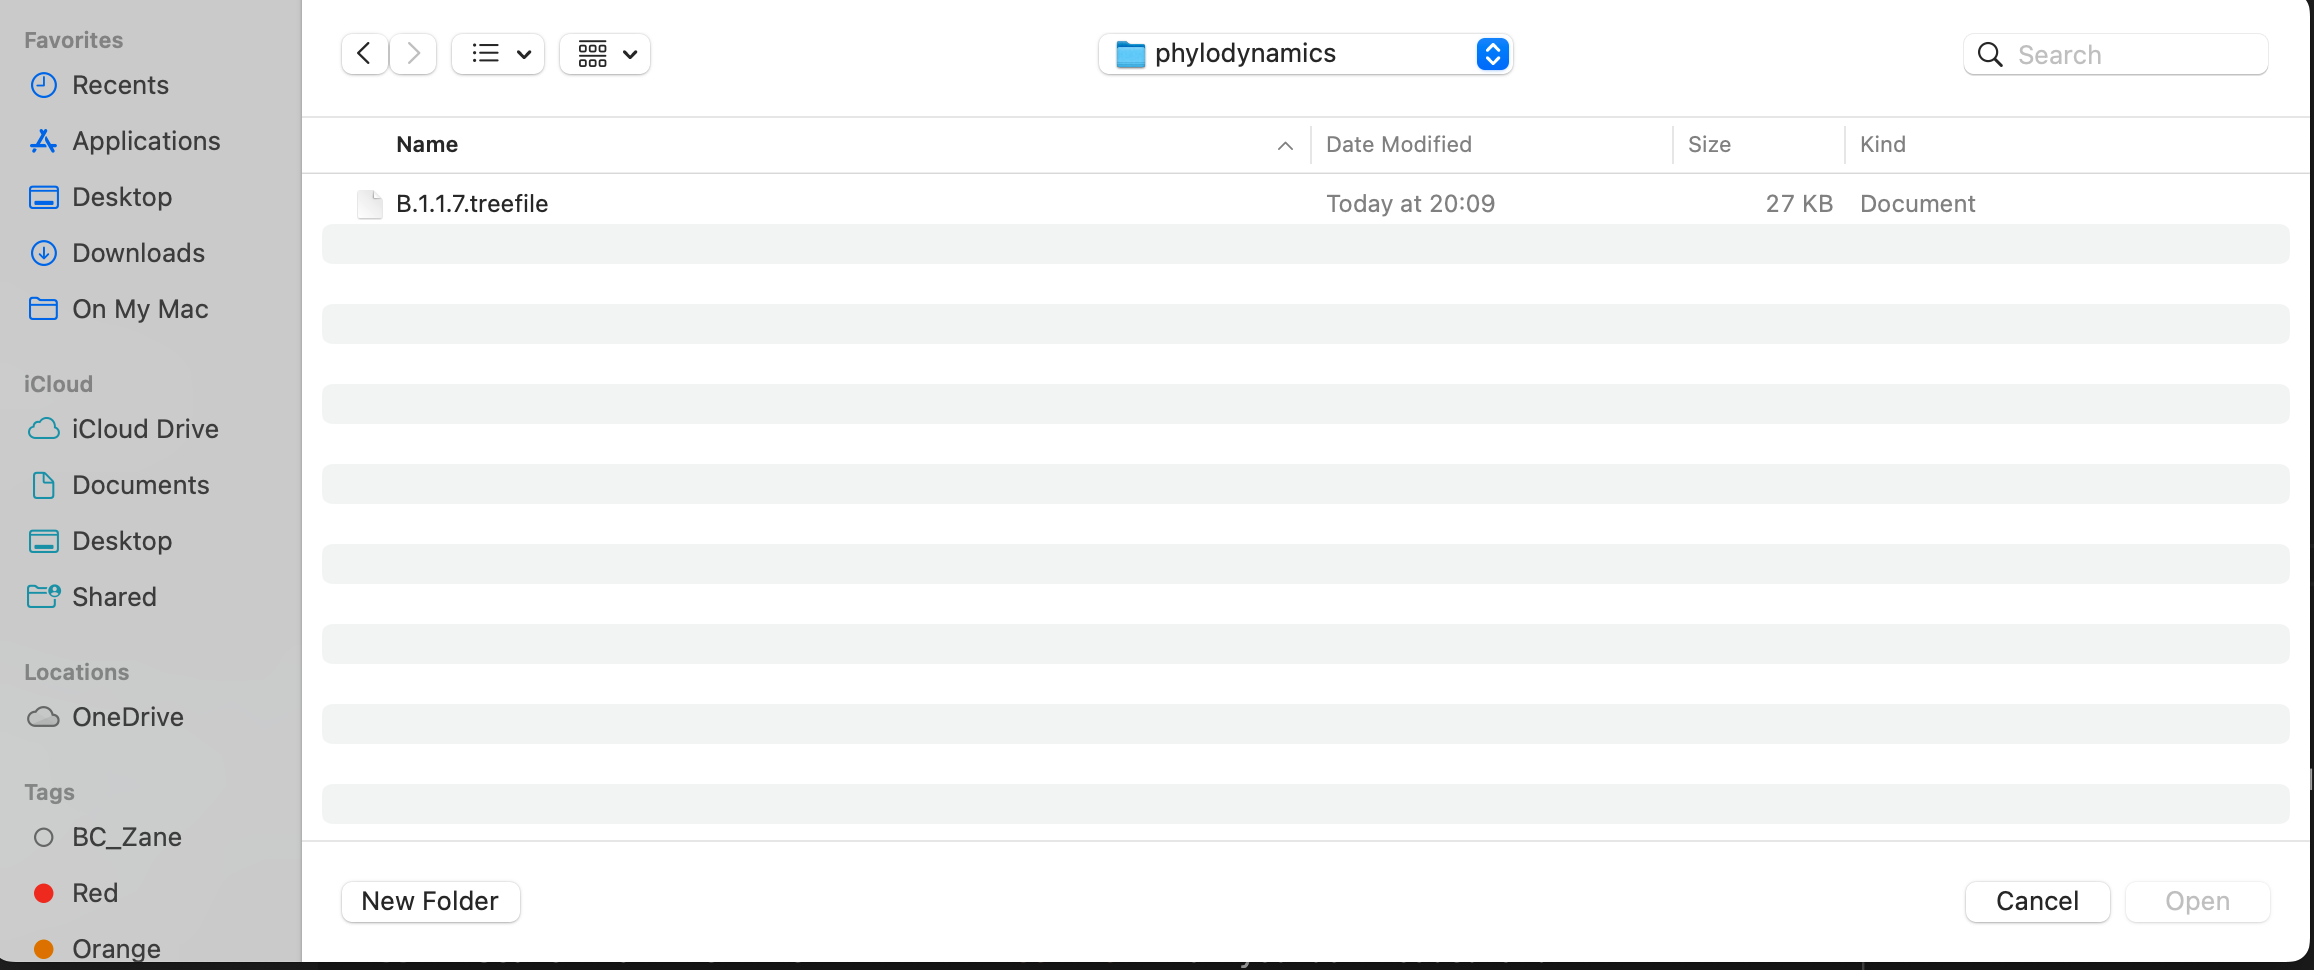 Favorites
Recents
Applications
Desktop
Downloads
On My Mac
iCloud
iCloud Drive
Documents
Desktop
Shared
Locations
OneDrive
Tags
BC_Zane
Red
Orange
phylodynamics
Search
Name Date Modified Size Kind
B.1.1.7.treefile Today at 20:09 27 KB Document
New Folder Cancel Open